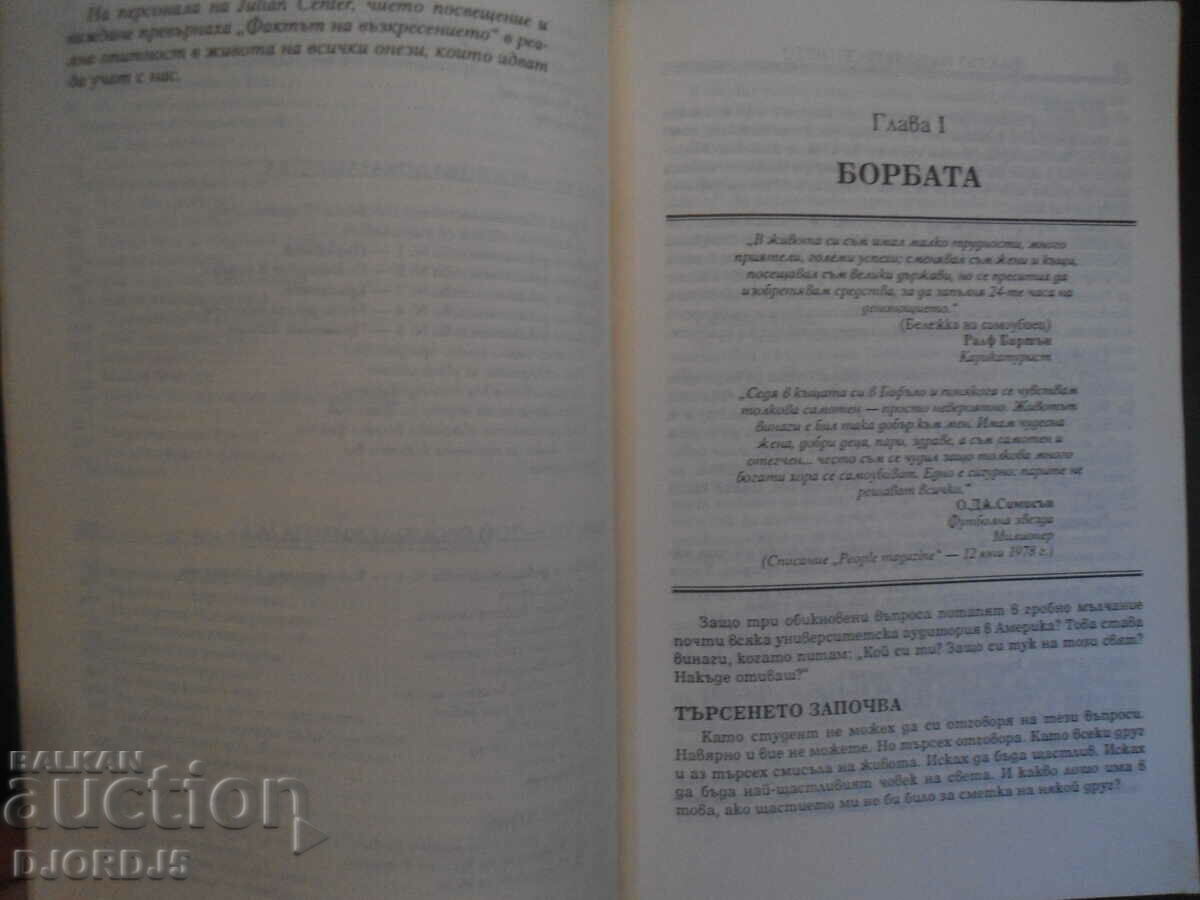 На персонала на Julian Center, чието посвещение и
виждане превърнаха „Фактът на възкресението“ в реа-
лна опитност в живота на всички онези, които идват
да учат с нас.
Глава I
БОРБАТА
„В живота си съм имал малко трудности, много
приятели, големи успехи; сменявал съм жени и къщи,
посещавал съм велики държави, но се преситих да
изобретявам средства, за да запълня 24-те часа на
денонощието.“
(Бележка на самоубиец)
Ралф Бартън
Карикатурист
„Седя в къщата си в Бъфъло и понякога се чувствам
толкова самотен — просто невероятно. Животът
винаги е бил така добър към мен. Имам чудесна
жена, добри деца, пари, здраве, а съм самотен и
отегчен... често съм се чудил защо толкова много
богати хора се самоубиват. Едно е сигурно: парите не
решават всичко.“
О.Дж.Симпсън
Футболна звезда
Милионер
(Списание „People magazine“ — 12 юни 1978 г.)
Защо три обикновени въпроса потапят в гробно мълчание
почти всяка университетска аудитория в Америка? Това става
винаги, когато питам: „Кой си ти? Защо си тук на този свят?
Накъде отиваш?“
ТЪРСЕНЕТО ЗАПОЧВА
Като студент не можех да си отговоря на тези въпроси.
Навярно и вие не можете. Но търсех отговора. Като всеки друг
и аз търсех смисъла на живота. Исках да бъда щастлив. Исках
да бъда най-щастливият човек на света. И какво лошо има в
това, ако щастието ми не би било за сметка на някой друг?
BALKAN
auction
DJORDJ5